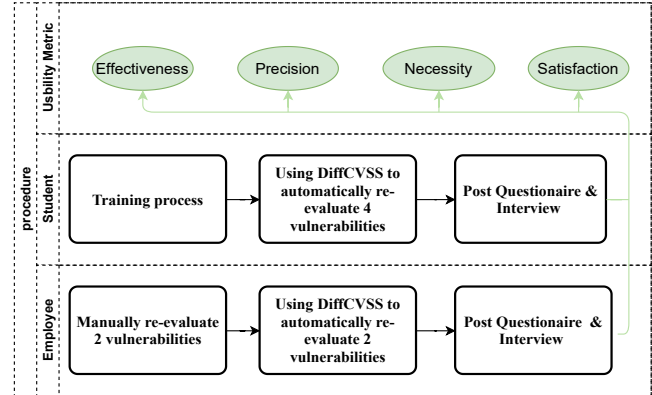 procedure
Usbility Metric
Effectiveness
Precision
Necessity
Satisfaction
Student
Training process
Using DiffCVSS to
automatically re-
evaluate 4
vulnerabilities
Post Questionaire &
Interview
Employee
Manually re-evaluate
2 vulnerabilities
Using DiffCVSS to
automatically re-
evaluate 2
vulnerabilities
Post Questionaire &
Interview